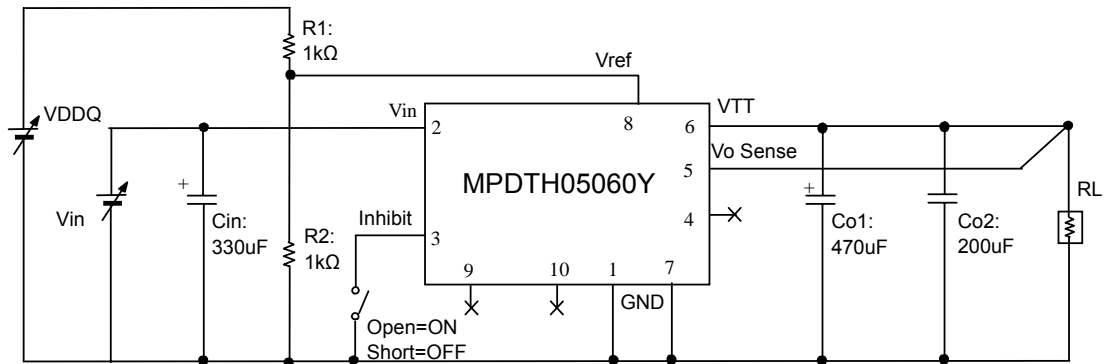 R1:
1kΩ
Vref
VDDQ
Vin
VTT
2
8
6
Vo Sense
5
MPDTH05060Y
RL
Vin
+
Cin:
330uF
Inhibit
3
4
+
Co1:
470uF
Co2:
200uF
R2:
1kΩ
9
10
1
7
GND
Open=ON
Short=OFF